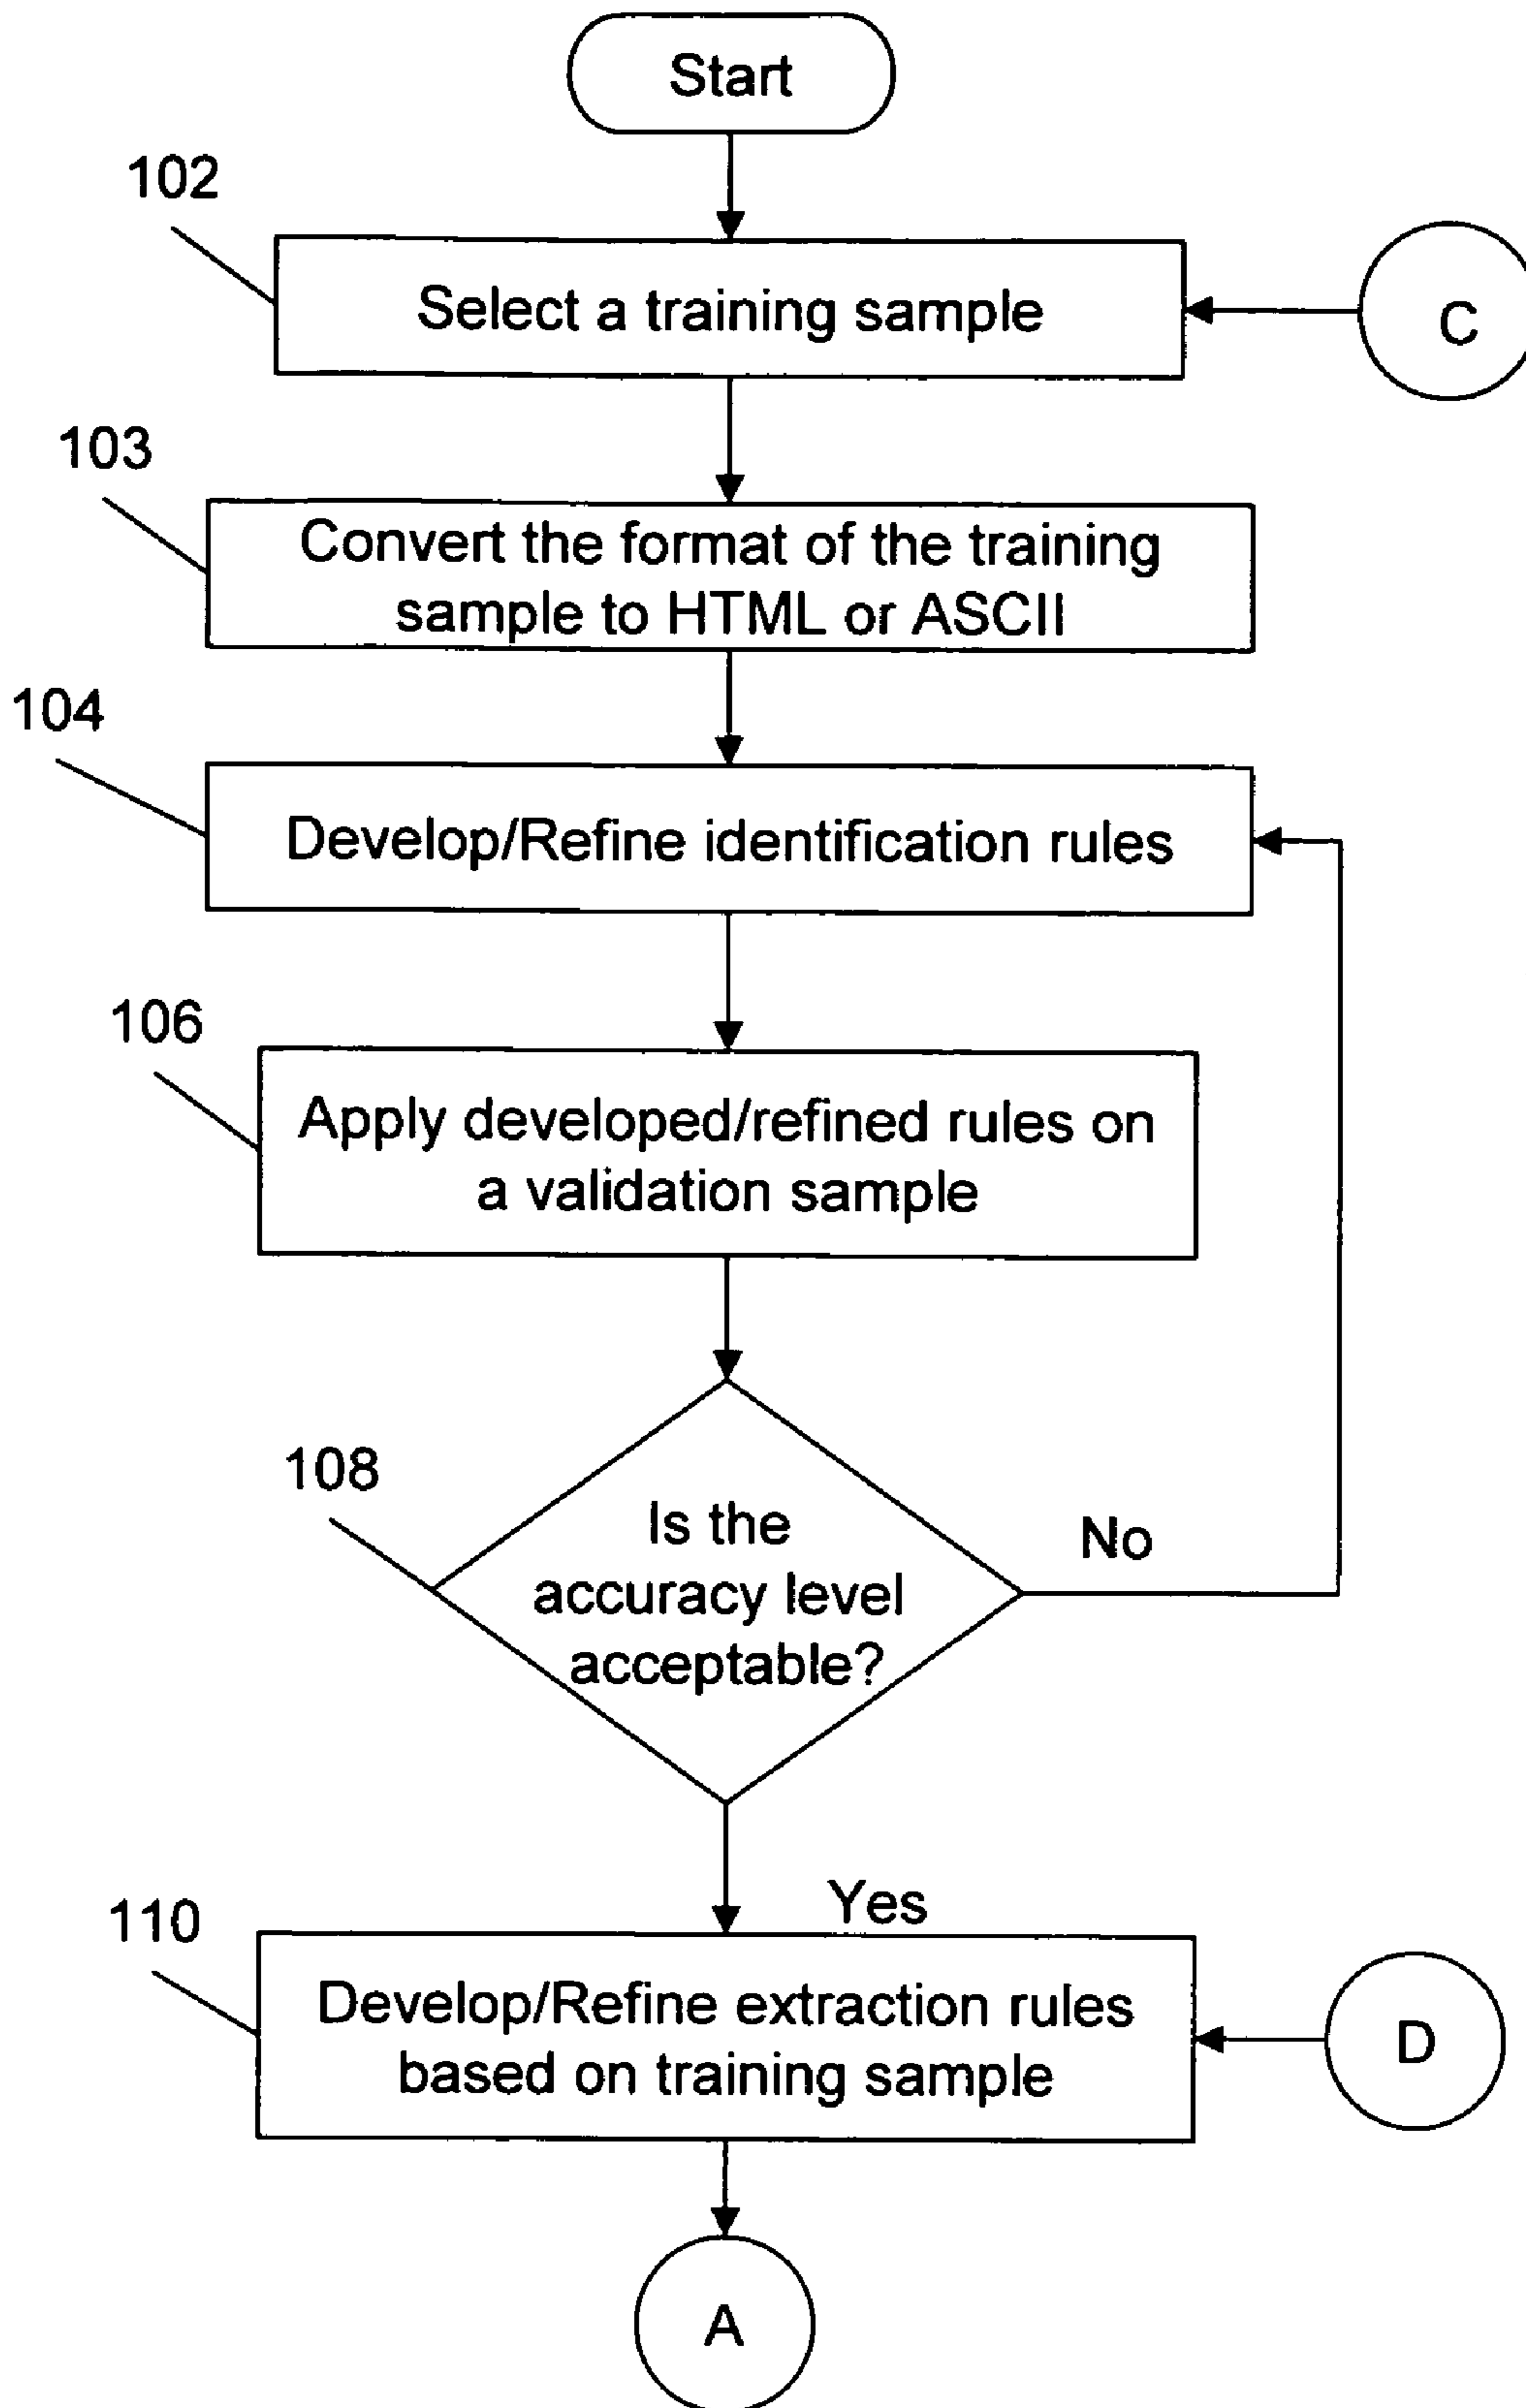 Start
102
Select a training sample
C
103
Convert the format of the training
sample to HTML or ASCII
104
Develop/Refine identification rules
106
Apply developed/refined rules on
a validation sample
108
Is the
accuracy level
acceptable?
No
Yes
110
Develop/Refine extraction rules
based on training sample
D
A